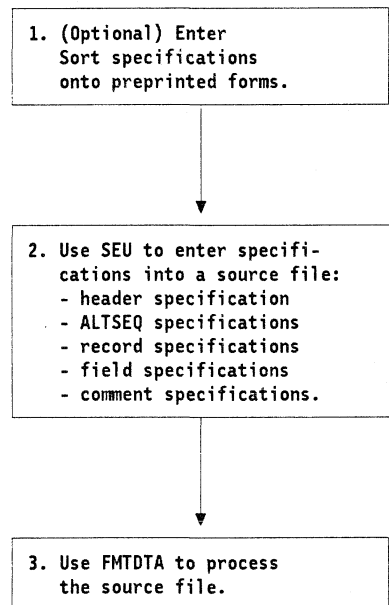 1. (Optional) Enter
Sort specifications
onto preprinted forms.
2. Use SEU to enter specifi-
cations into a source file:
- header specification
- ALTSEQ specifications
- record specifications
- field specifications
- comment specifications.
3. Use FMTDTA to process
the source file.